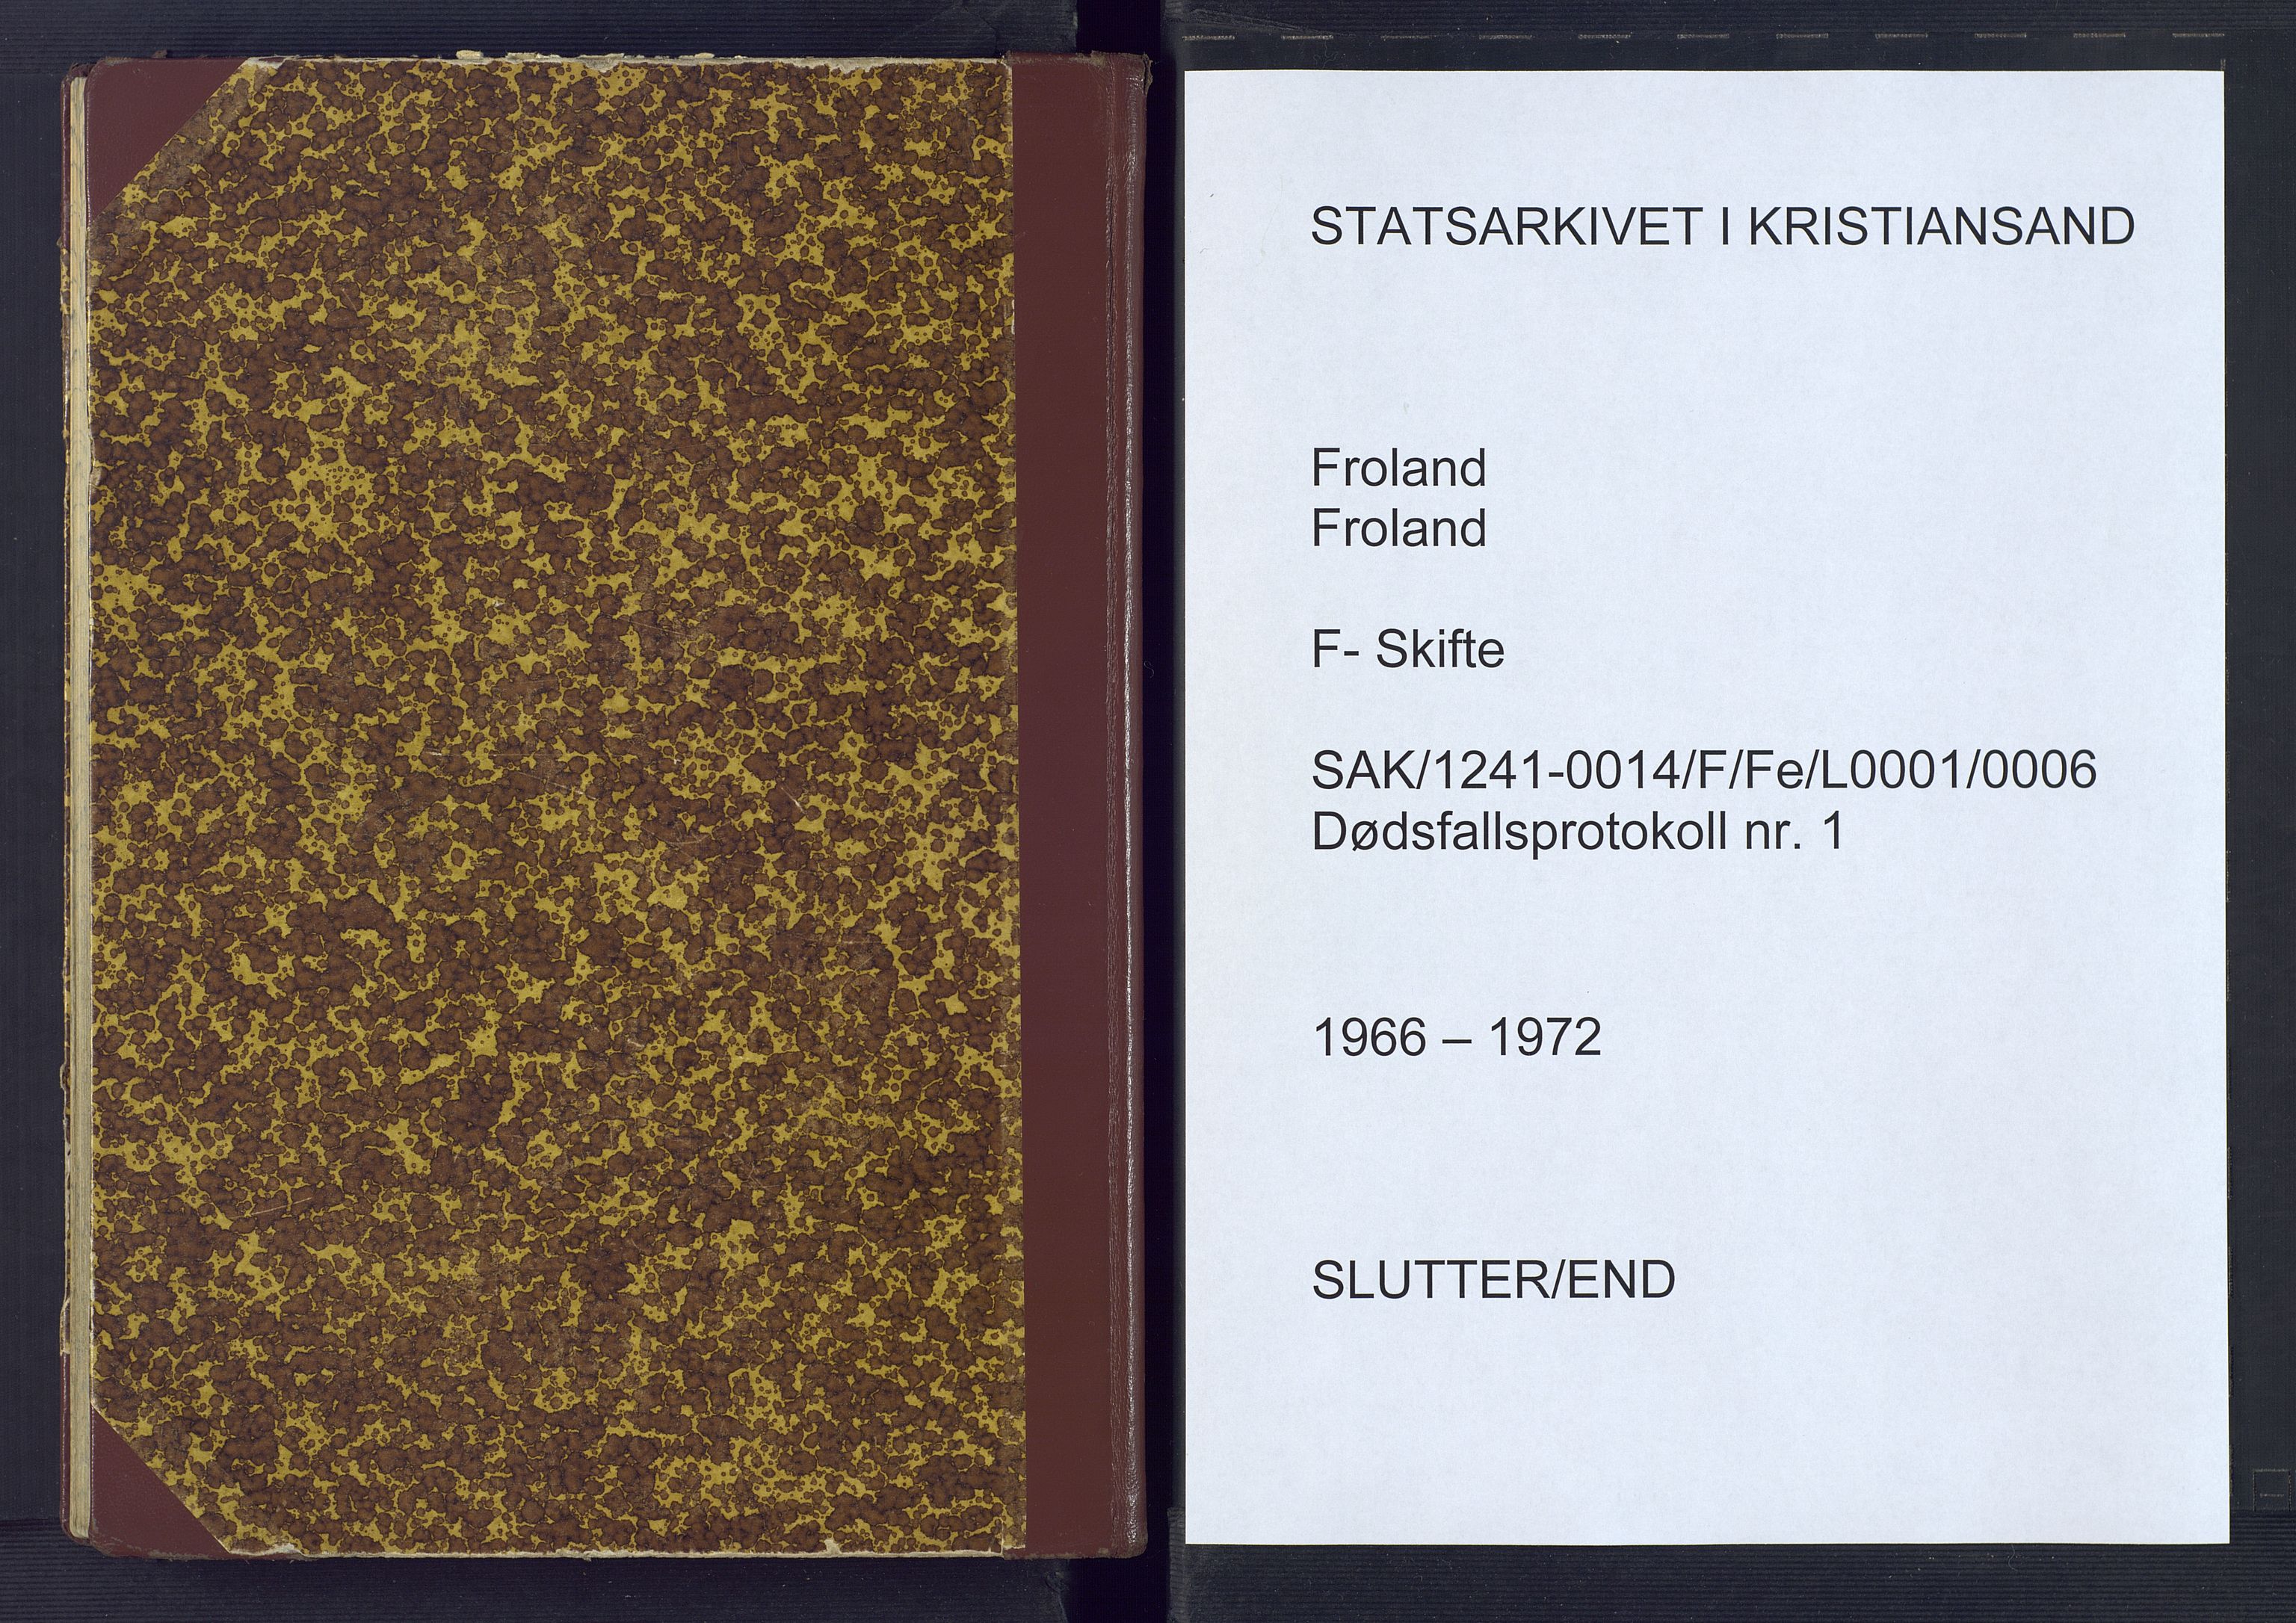 STATSARKIVET I KRISTIANSAND
Froland
Froland
F- Skifte
SAK/1241-0014/F/Fe/L0001/0006
Dødsfallsprotokoll nr. 1
1966 – 1972
SLUTTER/END